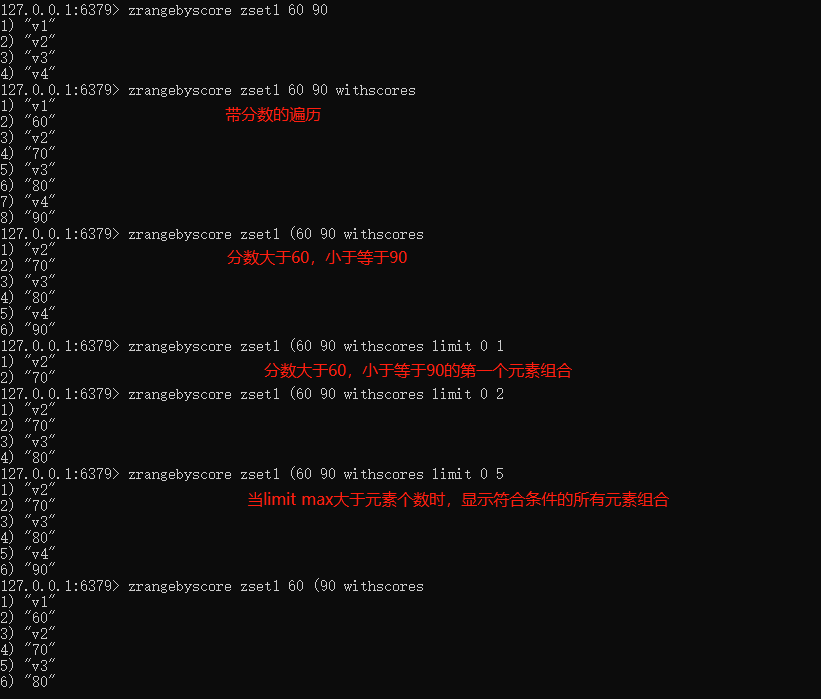 127.0.0.1:6379> zrangebyscore zset1 60 90
1) "v1"
2) "v2"
3) "v3"
4) "v4"
127.0.0.1:6379> zrangebyscore zset1 60 90 withscores
1) "v1"
带分数的遍历
2) "60"
3) "v2"
4) "70"
5) "v3"
6) "80"
7) "v4"
8) "90"
127.0.0.1:6379> zrangebyscore zset1 (60 90 withscores
1) "v2"
分数大于60，小于等于90
2) "70"
3) "v3"
4) "80"
5) "v4"
6) "90"
127.0.0.1:6379> zrangebyscore zset1 (60 90 withscores limit 0 1
1) "v2"
分数大于60，小于等于90的第一个元素组合
2) "70"
127.0.0.1:6379> zrangebyscore zset1 (60 90 withscores limit 0 2
1) "v2"
2) "70"
3) "v3"
4) "80"
127.0.0.1:6379> zrangebyscore zset1 (60 90 withscores limit 0 5
1) "v2"
当limit max大于元素个数时，显示符合条件的所有元素组合
2) "70"
3) "v3"
4) "80"
5) "v4"
6) "90"
127.0.0.1:6379> zrangebyscore zset1 60 (90 withscores
1) "v1"
2) "60"
3) "v2"
4) "70"
5) "v3"
6) "80"